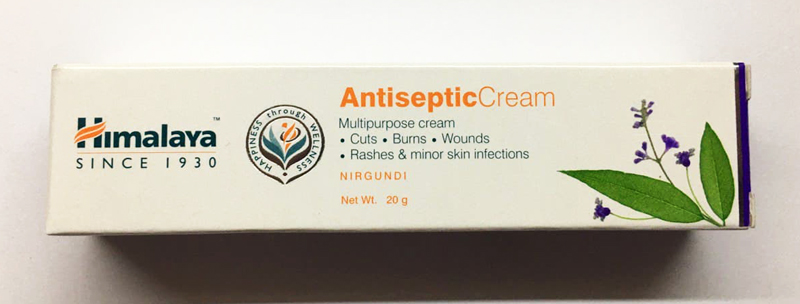 Himalaya™
SINCE 1930
HAPPINESS through WELLNESS
AntisepticCream
Multipurpose cream
• Cuts • Burns • Wounds
• Rashes & minor skin infections
NIRGUNDI
Net Wt. 20 g